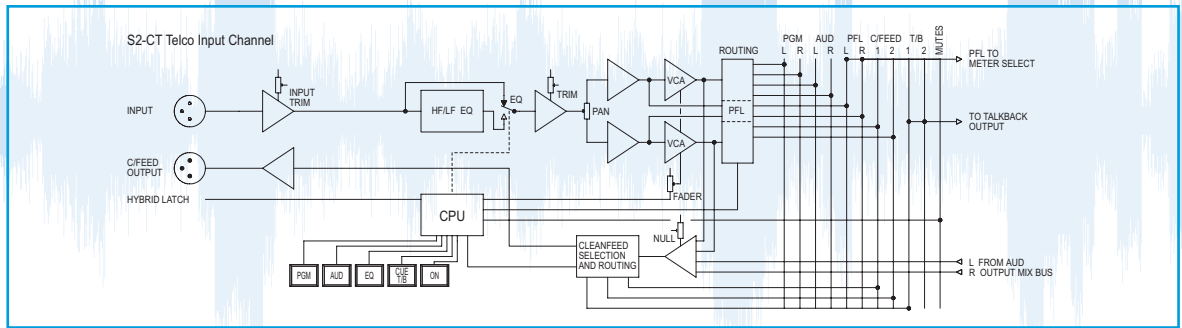 S2-CT Telco Input Channel
ROUTING
PGM AUD PFL C/FEED T/B
L R L R L R 1 2 1 2 MUTES
PFL TO
METER SELECT
INPUT
TRIM
TRIM
VCA
EQ
INPUT
HF/LF EQ
PAN
PFL
TO TALKBACK
OUTPUT
VCA
C/FEED
OUTPUT
HYBRID LATCH
FADER
CPU
NULL
CLEANFEED
SELECTION
AND ROUTING
PGM
AUD
EQ
CUE
T/B
ON
L FROM AUD
R OUTPUT MIX BUS